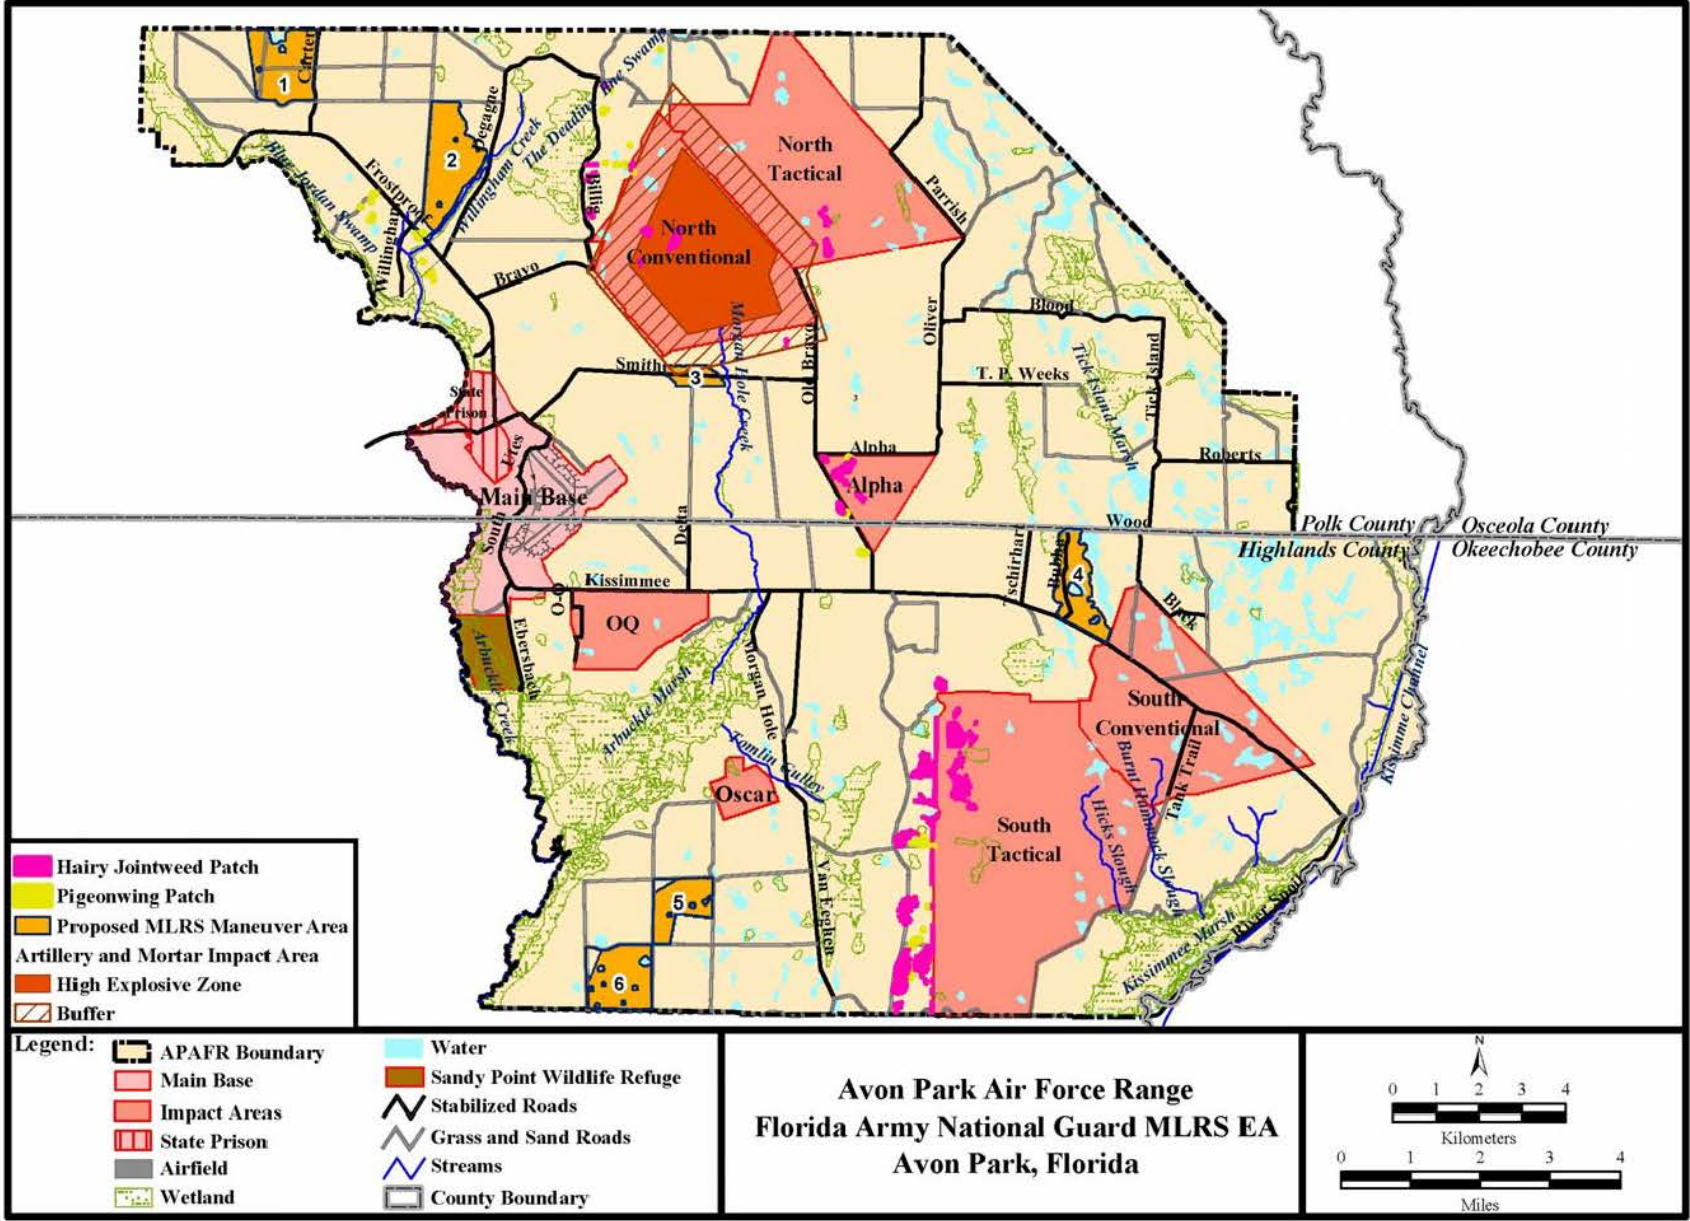 Carter
1
2
Degagne
Willingham Creek
The Deadening Pine Swamp
Blue Jordan Swamp
Frostproof
Willingham
Billig
North
Tactical
North
Conventional
Parrish
Bravo
Oliver
Blood
Old Bravo
Morgan Hole Creek
Smith
3
T. P. Weeks
Tick Island
Tick Island Marsh
3
State
Prison
Utes
Alpha
Alpha
Roberts
Main Base
South
Delta
Wood
Polk County
Osceola County
Highlands County
Okeechobee County
Kissimmee
O-Q
OQ
Tschirhart
Bubba
4
Black
Ebersbach
Arbuckle Creek
Arbuckle Marsh
Morgan Hole
Tomlin Gulley
Oscar
South
Conventional
Tank Trail
Burnt Hammock Slough
Hicks Slough
South
Tactical
Kissimme Channel
Van Eeghen
River Spoil
Kissimmee Marsh
5
6
Hairy Jointweed Patch
Pigeonwing Patch
Proposed MLRS Maneuver Area
Artillery and Mortar Impact Area
High Explosive Zone
Buffer
Legend:
APAFR Boundary
Main Base
Impact Areas
State Prison
Airfield
Wetland
Water
Sandy Point Wildlife Refuge
Stabilized Roads
Grass and Sand Roads
Streams
County Boundary
Avon Park Air Force Range
Florida Army National Guard MLRS EA
Avon Park, Florida
N
0 1 2 3 4
Kilometers
0 1 2 3 4
Miles